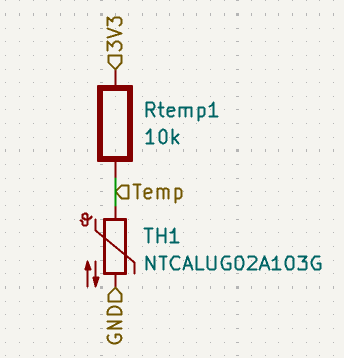 3V3
Rtemp1
10k
Temp
TH1
NTCALUG02A103G
GND